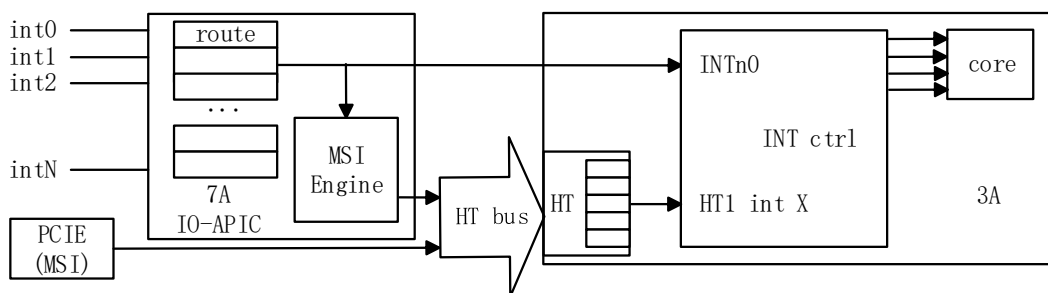 int0
int1
int2
intN
route
...
7A
IO-APIC
MSI
Engine
PCIE
(MSI)
HT bus
HT
INTn0
INT ctrl
HT1 int X
core
3A